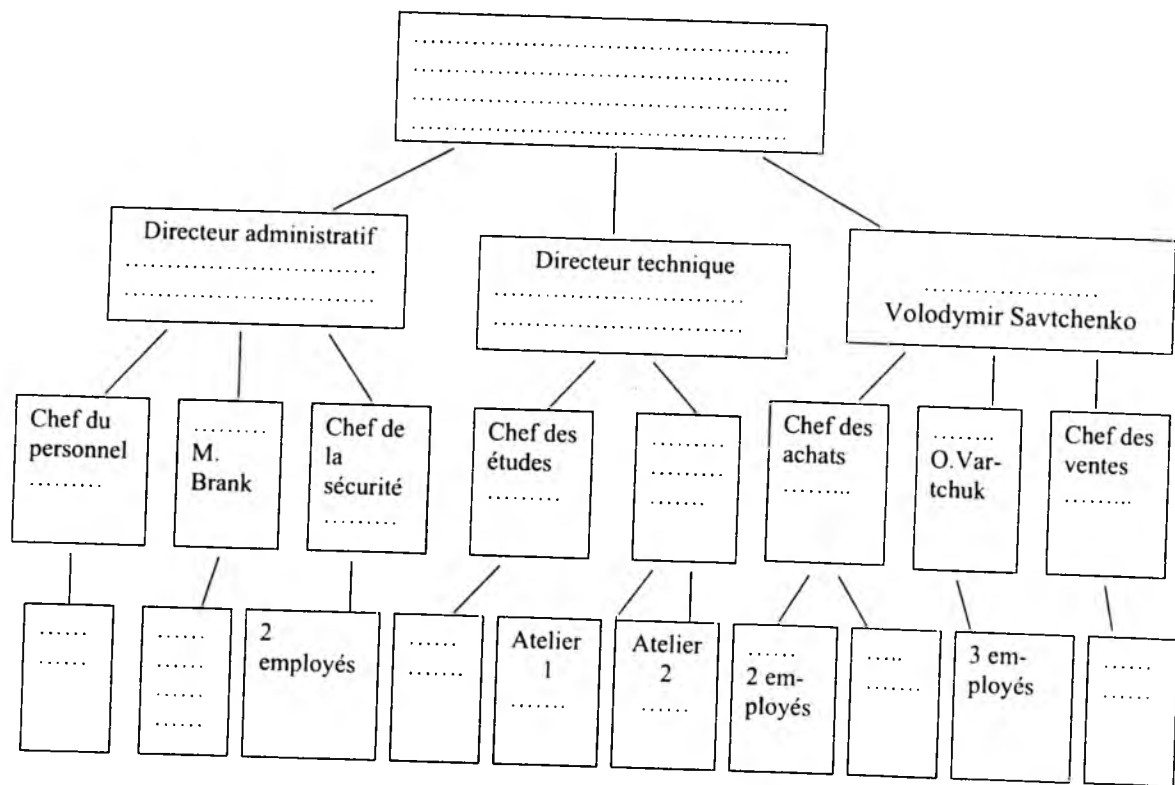 ........................................
........................................
........................................
........................................
Directeur administratif
...........................
...........................
Directeur technique
...........................
...........................
...................
Volodymir Savtchenko
Chef du
personnel
.........
.........
M.
Brank
Chef de
la
sécurité
.........
Chef des
études
.........
........
........
......
Chef des
achats
.........
........
O.Var-
tchuk
Chef des
ventes
.........
......
......
......
......
......
......
2
employés
......
.......
Atelier
1
.......
Atelier
2
......
......
2 em-
ployés
.....
.......
3 em-
ployés
......
......